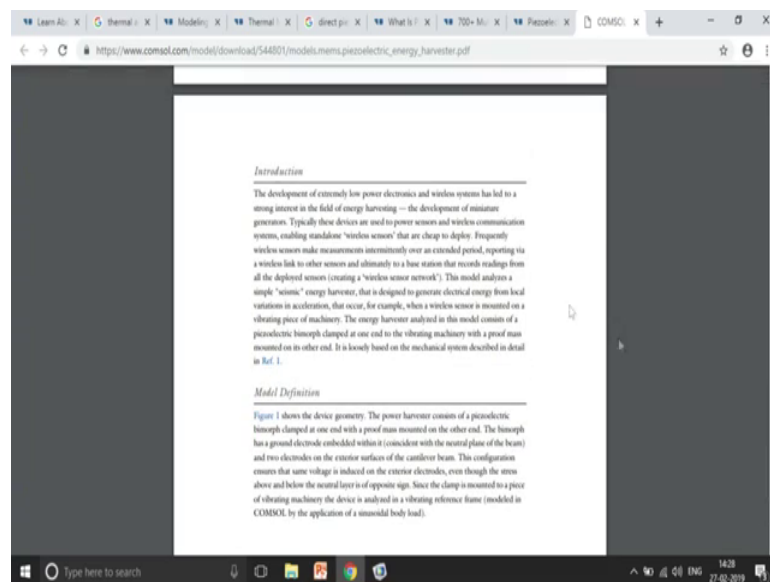 Learn Ab
thermal e
Modeling
Thermal
direct pie
What Is P
700+ Mu
Piezoele
COMSO
https://www.comsol.com/model/download/544801/models.mems.piezoelectric_energy_harvester.pdf
Introduction
The development of extremely low power electronics and wireless systems has led to a
strong interest in the field of energy harvesting — the development of miniature
generators. Typically these devices are used to power sensors and wireless communication
systems, enabling standalone "wireless sensors" that are cheap to deploy. Frequently
wireless sensors make measurements intermittently over an extended period, reporting via
a wireless link to other sensors and ultimately to a base station that records readings from
all the deployed sensors (creating a "wireless sensor network"). This model analyzes a
simple "seismic" energy harvester, that is designed to generate electrical energy from local
variations in acceleration, that occur, for example, when a wireless sensor is mounted on a
vibrating piece of machinery. The energy harvester analyzed in this model consists of a
piezoelectric bimorph clamped at one end to the vibrating machinery with a proof mass
mounted on its other end. It is loosely based on the mechanical system described in detail
in Ref. 1.
Model Definition
Figure 1 shows the device geometry. The power harvester consists of a piezoelectric
bimorph clamped at one end with a proof mass mounted on the other end. The bimorph
has a ground electrode embedded within it (coincident with the neutral plane of the beam)
and two electrodes on the exterior surfaces of the cantilever beam. This configuration
ensures that same voltage is induced on the exterior electrodes, even though the stress
above and below the neutral layer is of opposite sign. Since the clamp is mounted to a piece
of vibrating machinery the device is analyzed in a vibrating reference frame (modeled in
COMSOL by the application of a sinusoidal body load).
Type here to search
ENG
14:28
27-02-2019